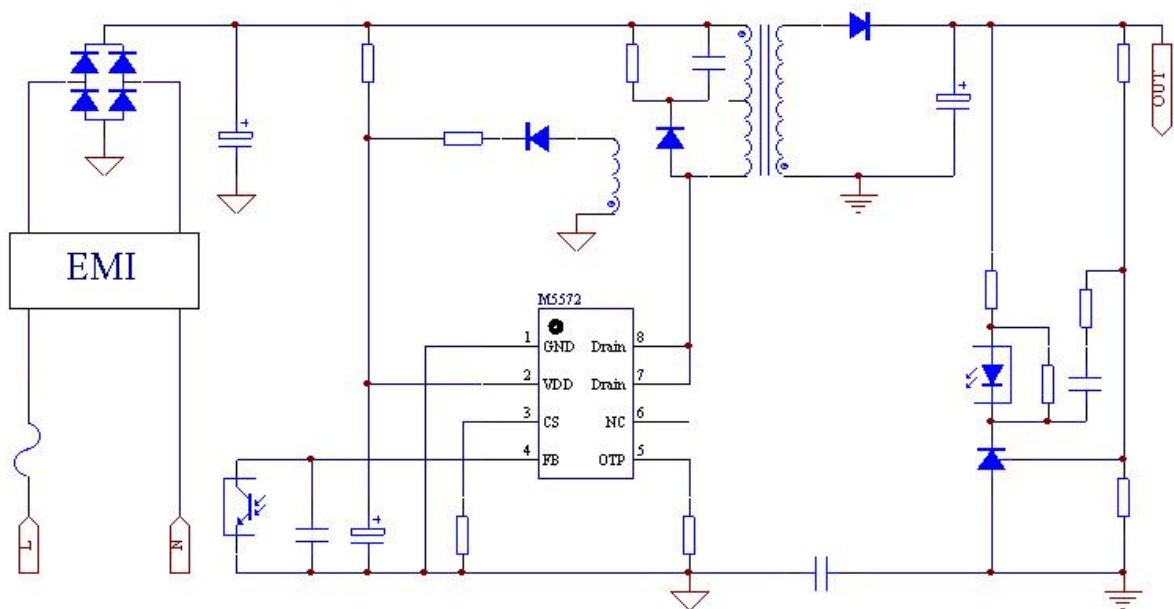 +
+
+
EMI
OUT
M5572
1 GND Drain 8
2 VDD Drain 7
3 CS NC 6
4 FB OTP 5
+
L
N